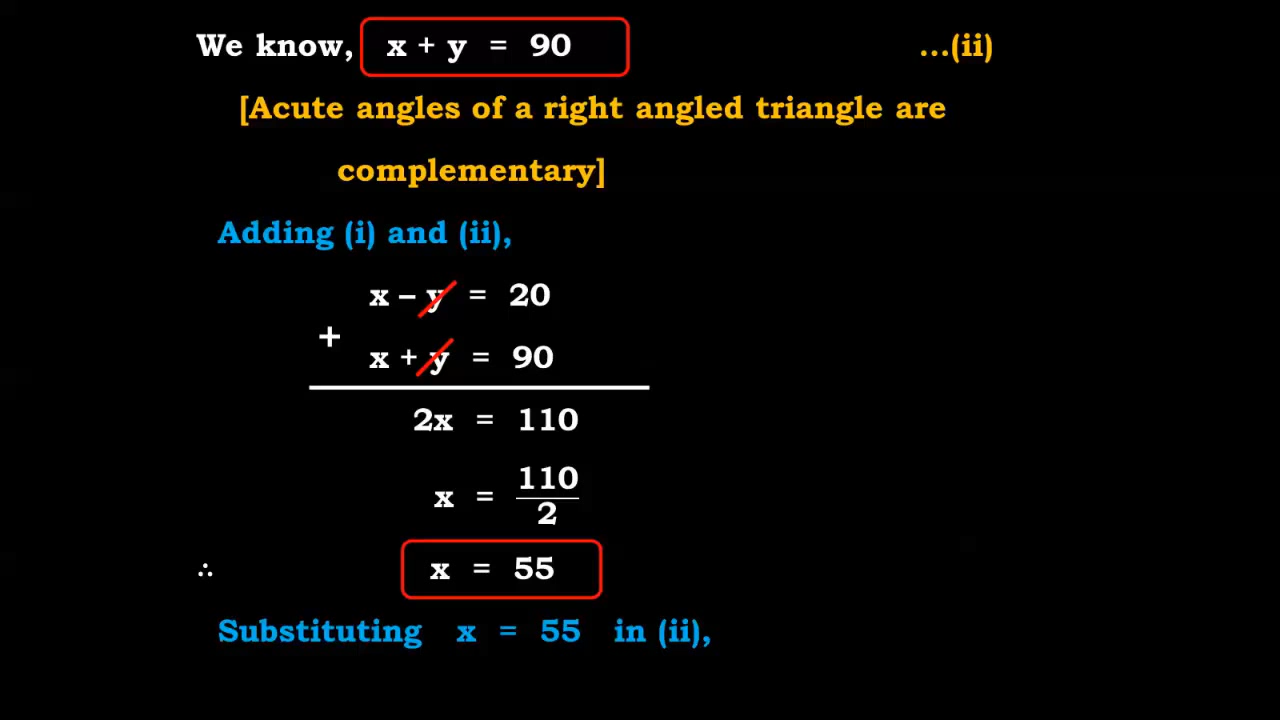 We know, x + y = 90 ...(ii)
[Acute angles of a right angled triangle are
complementary]
Adding (i) and (ii),
x – y = 20
+
x + y = 90
2x = 110
x = 110/2
∴ x = 55
Substituting x = 55 in (ii),